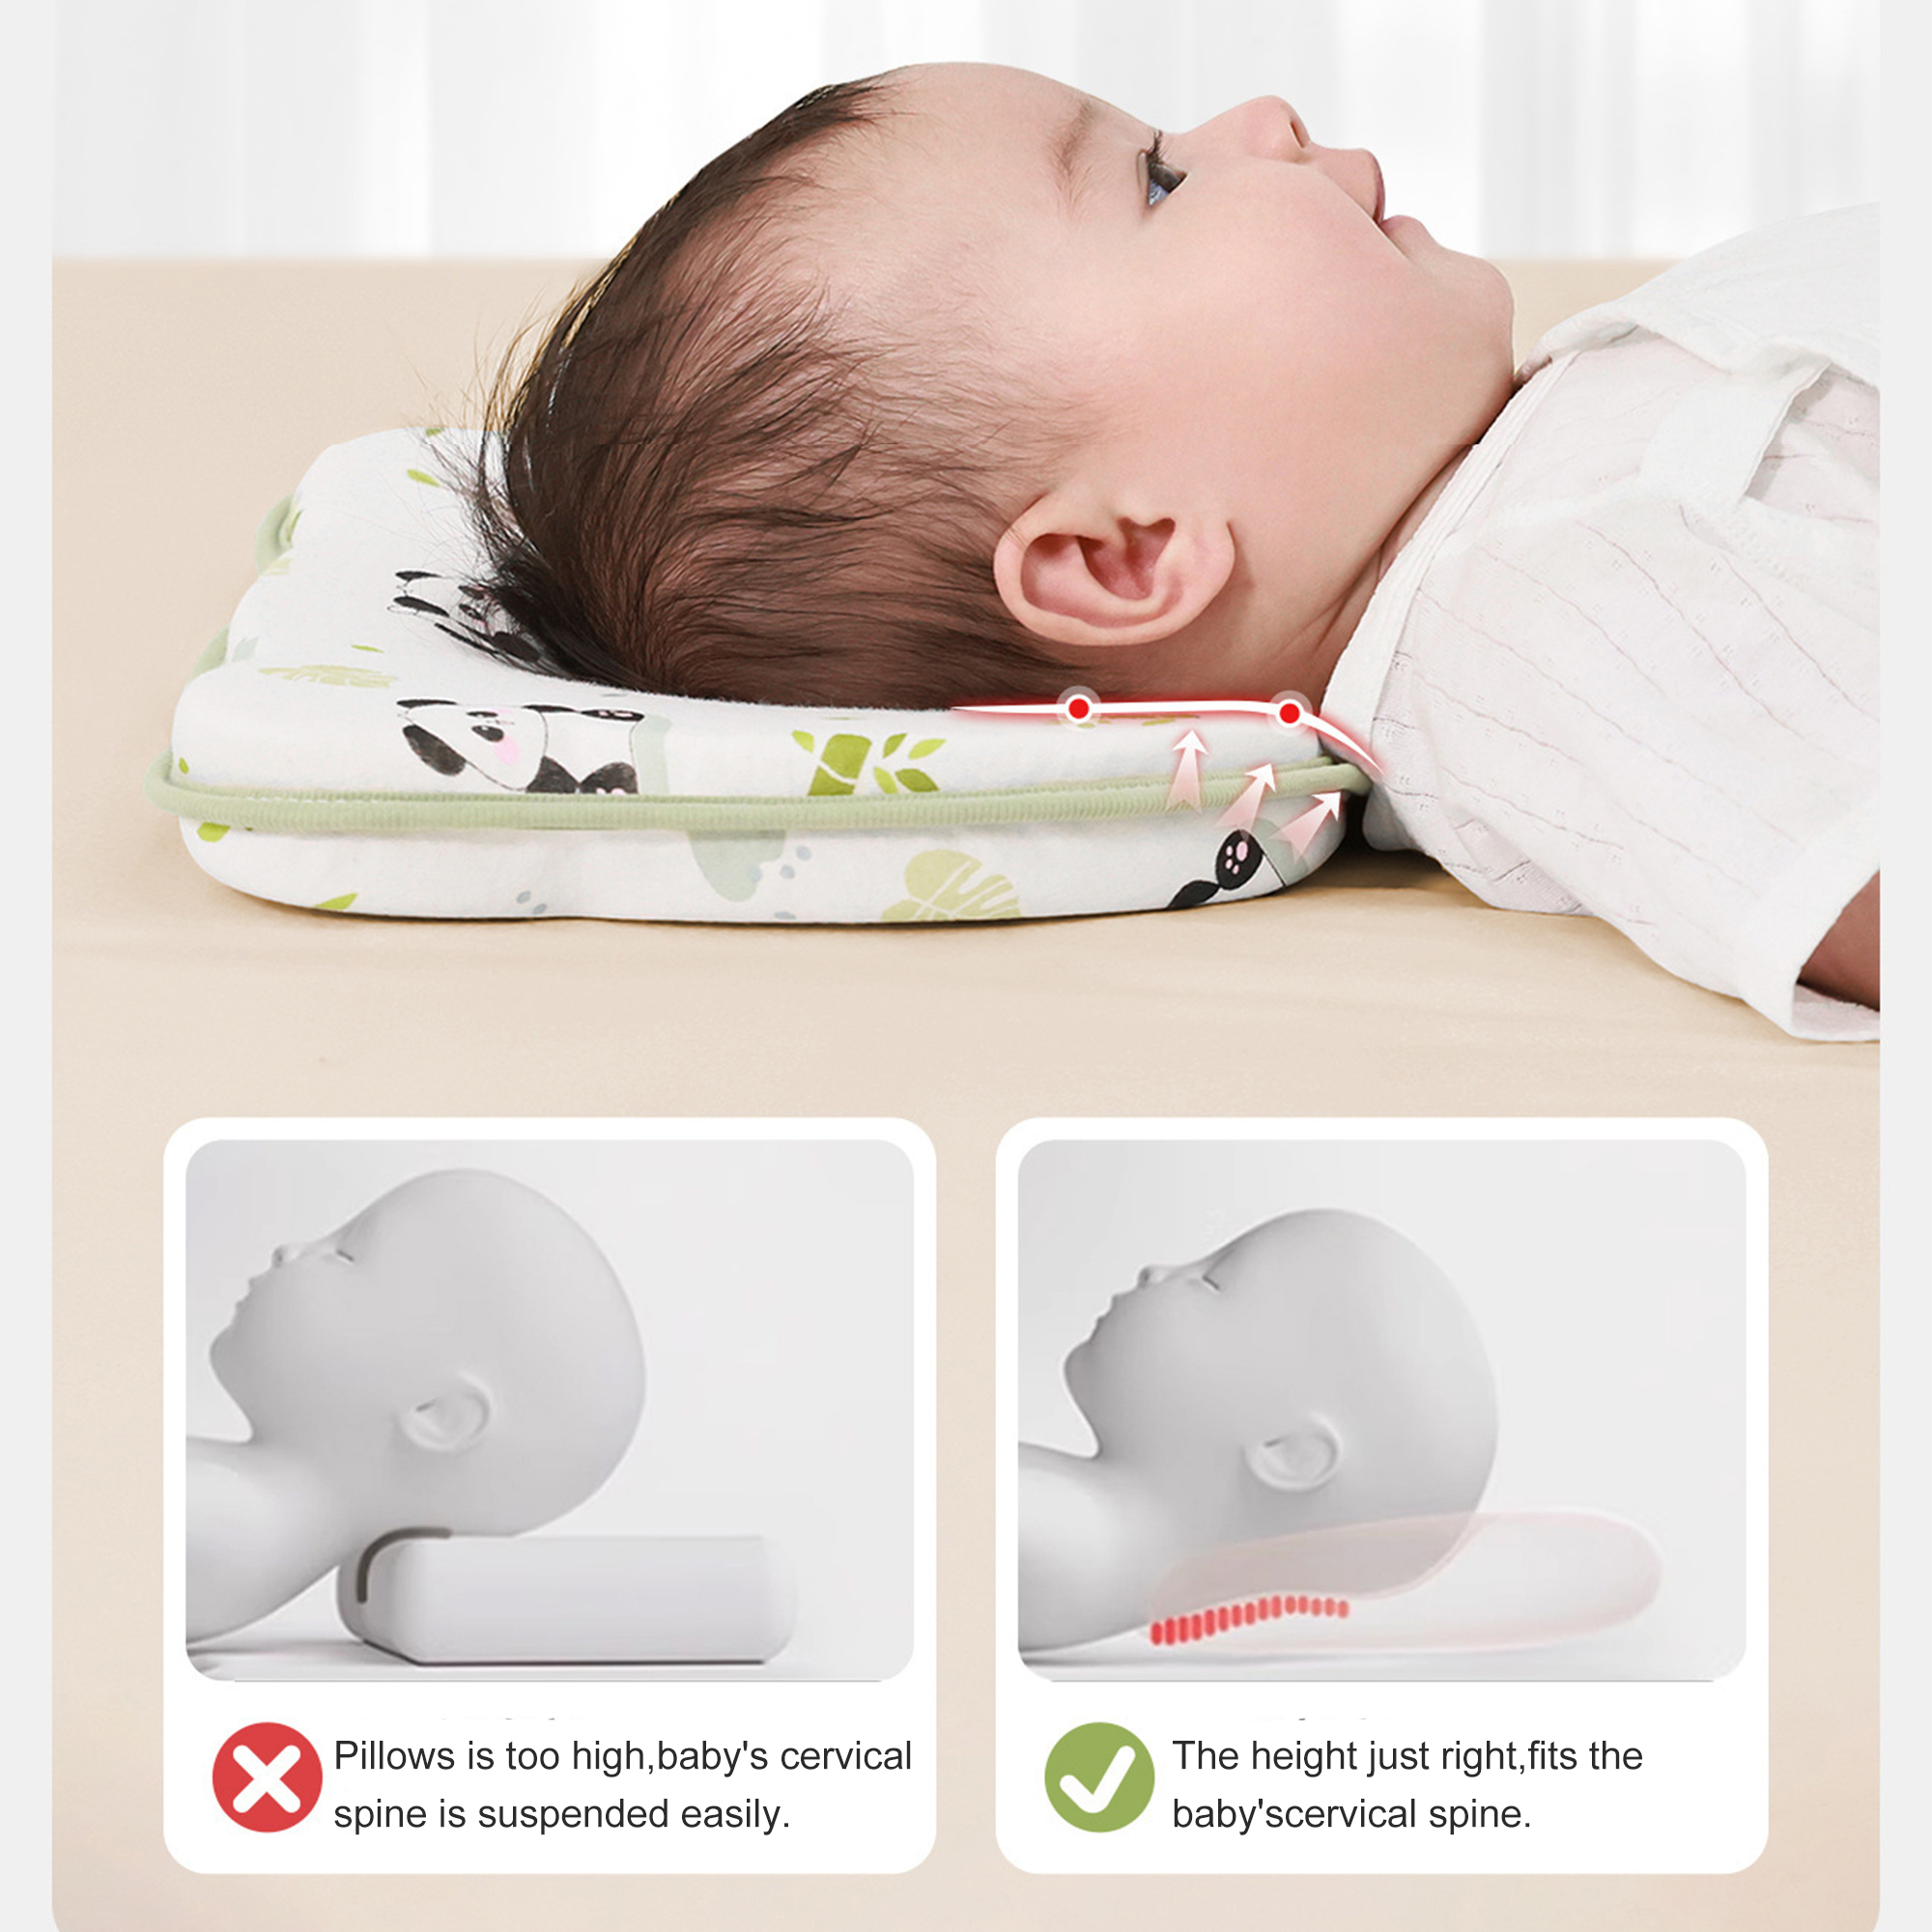 Pillows is too high,baby's cervical
spine is suspended easily.
The height just right,fits the
baby'scervical spine.